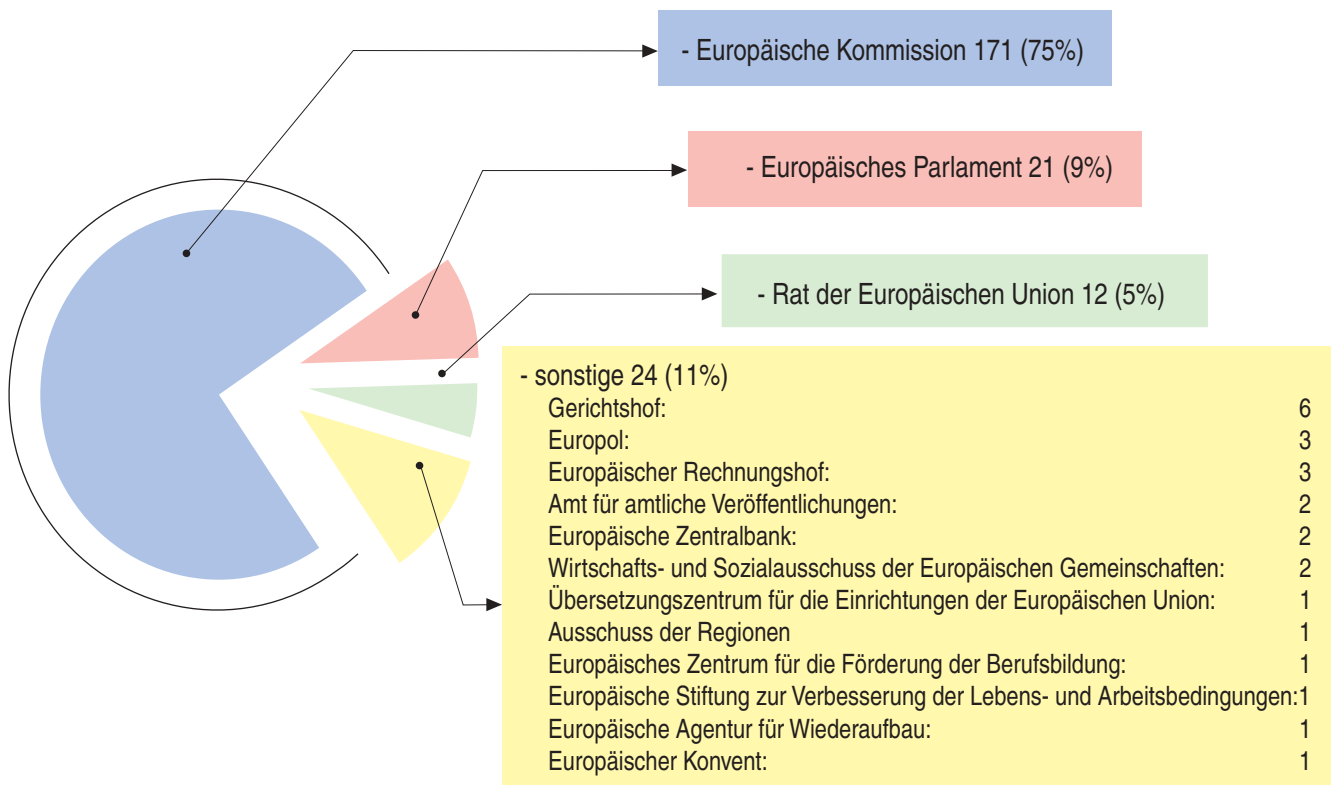 - Europäische Kommission 171 (75%)
- Europäisches Parlament 21 (9%)
- Rat der Europäischen Union 12 (5%)
- sonstige 24 (11%)
Gerichtshof: 6
Europol: 3
Europäischer Rechnungshof: 3
Amt für amtliche Veröffentlichungen: 2
Europäische Zentralbank: 2
Wirtschafts- und Sozialausschuss der Europäischen Gemeinschaften: 2
Übersetzungszentrum für die Einrichtungen der Europäischen Union: 1
Ausschuss der Regionen 1
Europäisches Zentrum für die Förderung der Berufsbildung: 1
Europäische Stiftung zur Verbesserung der Lebens- und Arbeitsbedingungen:1
Europäische Agentur für Wiederaufbau: 1
Europäischer Konvent: 1